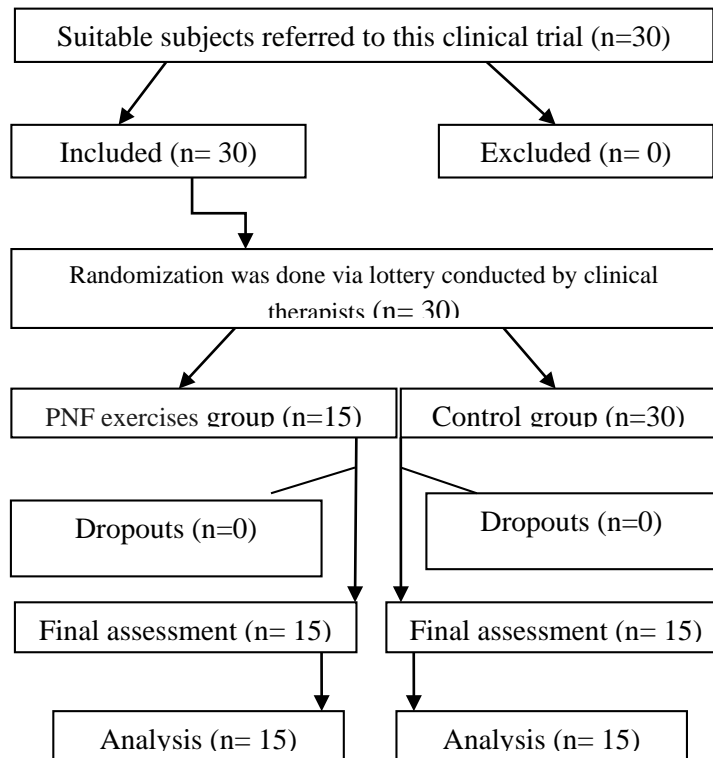 Suitable subjects referred to this clinical trial (n=30)
Included (n= 30)
Excluded (n= 0)
Randomization was done via lottery conducted by clinical
therapists (n= 30)
PNF exercises group (n=15)
Control group (n=30)
Dropouts (n=0)
Dropouts (n=0)
Final assessment (n= 15)
Final assessment (n= 15)
Analysis (n= 15)
Analysis (n= 15)